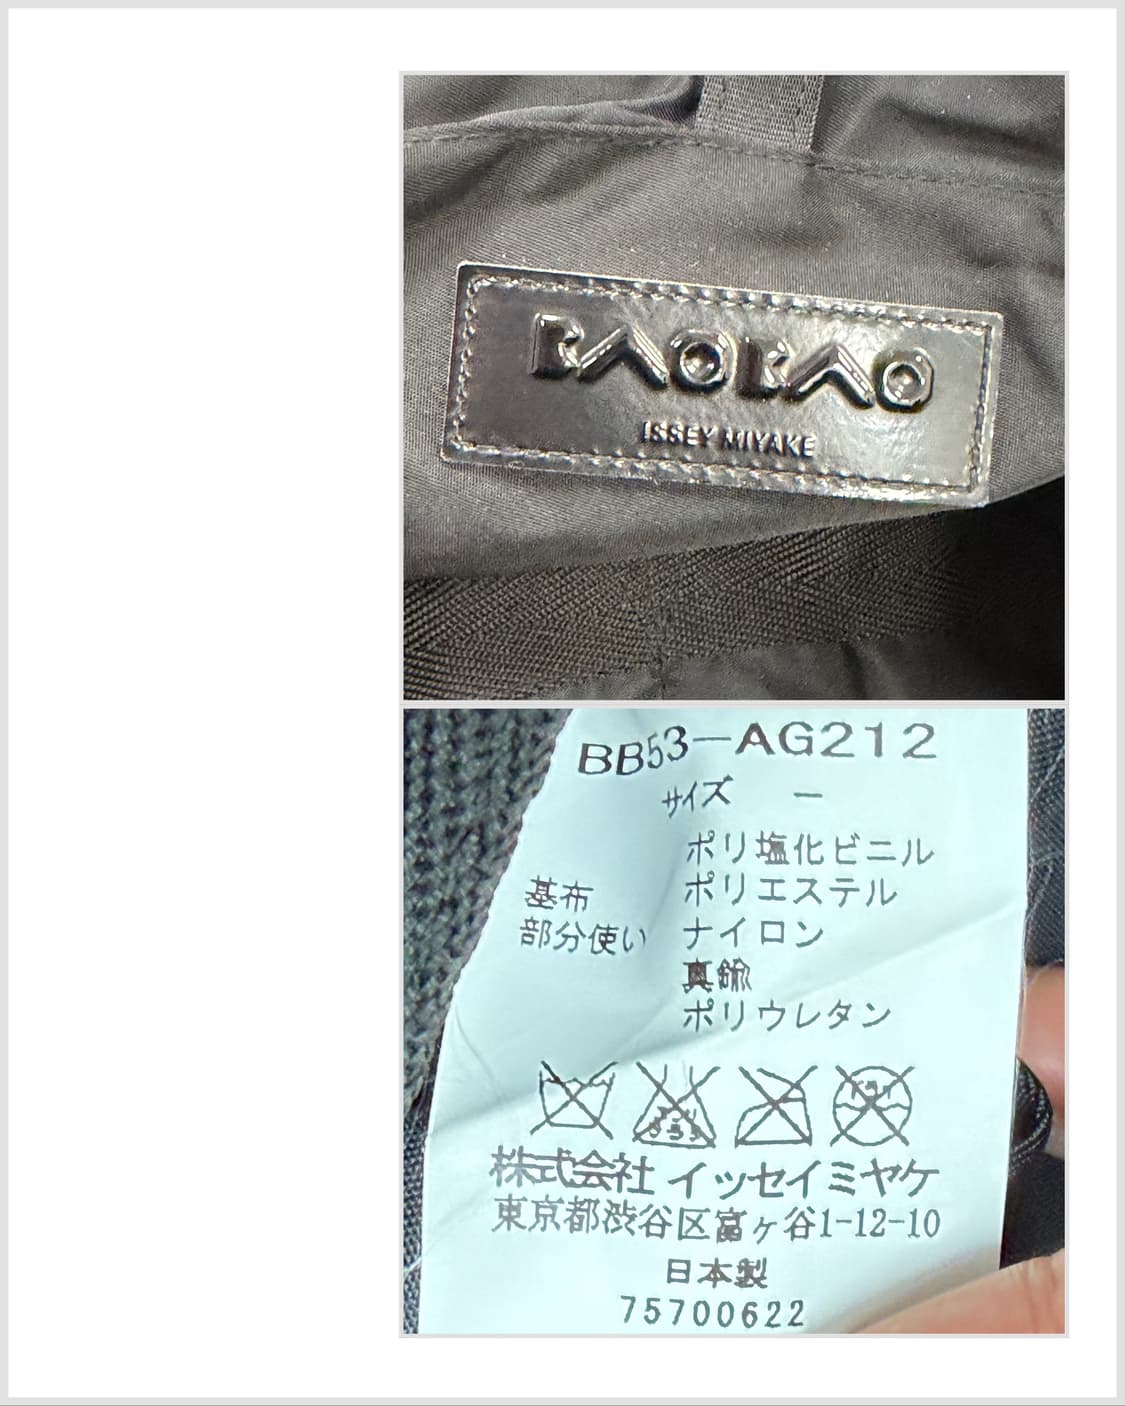 BAOBAO
ISSEY MIYAKE
BB53-AG212
サイズ －
ポリ塩化ビニル
基布 ポリエステル
部分使い ナイロン
真鍮
ポリウレタン
株式会社 イッセイミヤケ
東京都渋谷区富ヶ谷1-12-10
日本製
75700622